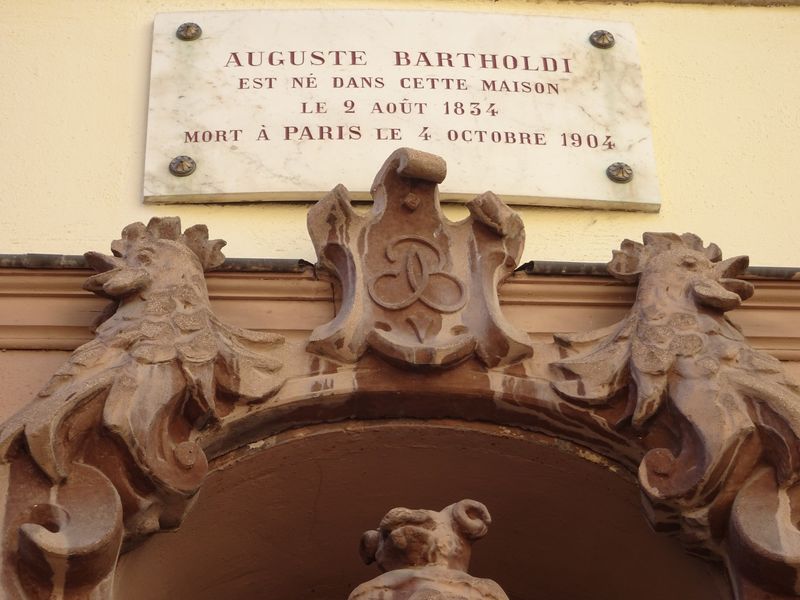 AUGUSTE BARTHOLDI
EST NÉ DANS CETTE MAISON
LE 2 AOÛT 1834
MORT À PARIS LE 4 OCTOBRE 1904